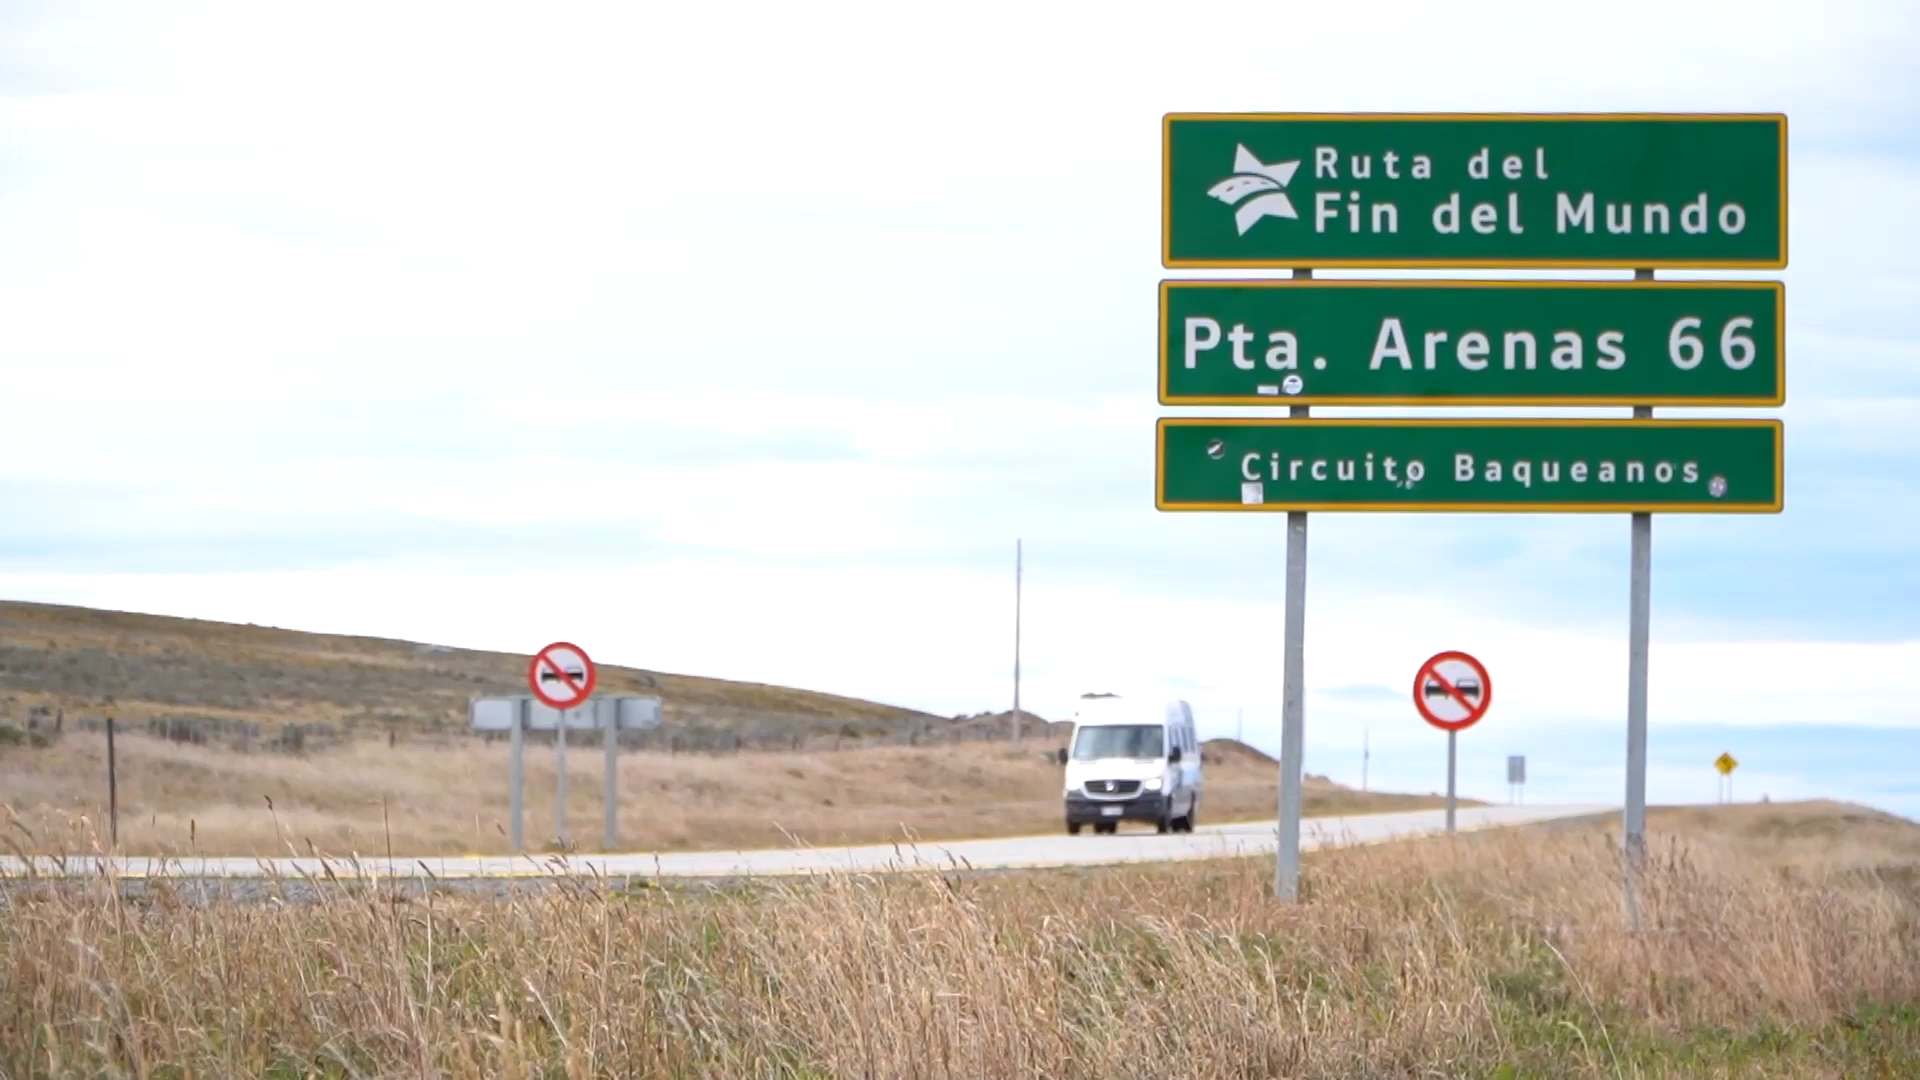 Ruta del
Fin del Mundo
Pta. Arenas 66
Circuito Baqueanos